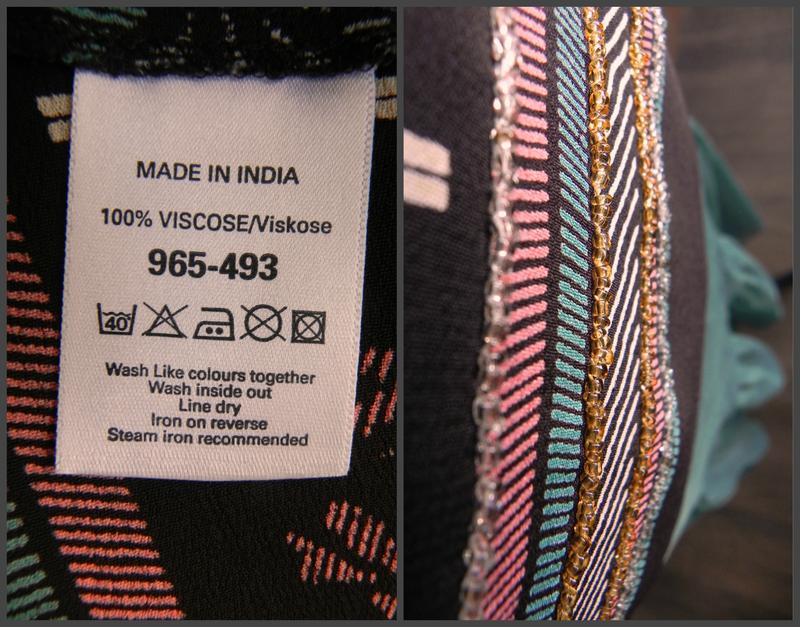 MADE IN INDIA
100% VISCOSE/Viskose
965-493
40
Wash Like colours together
Wash inside out
Line dry
Iron on reverse
Steam iron recommended